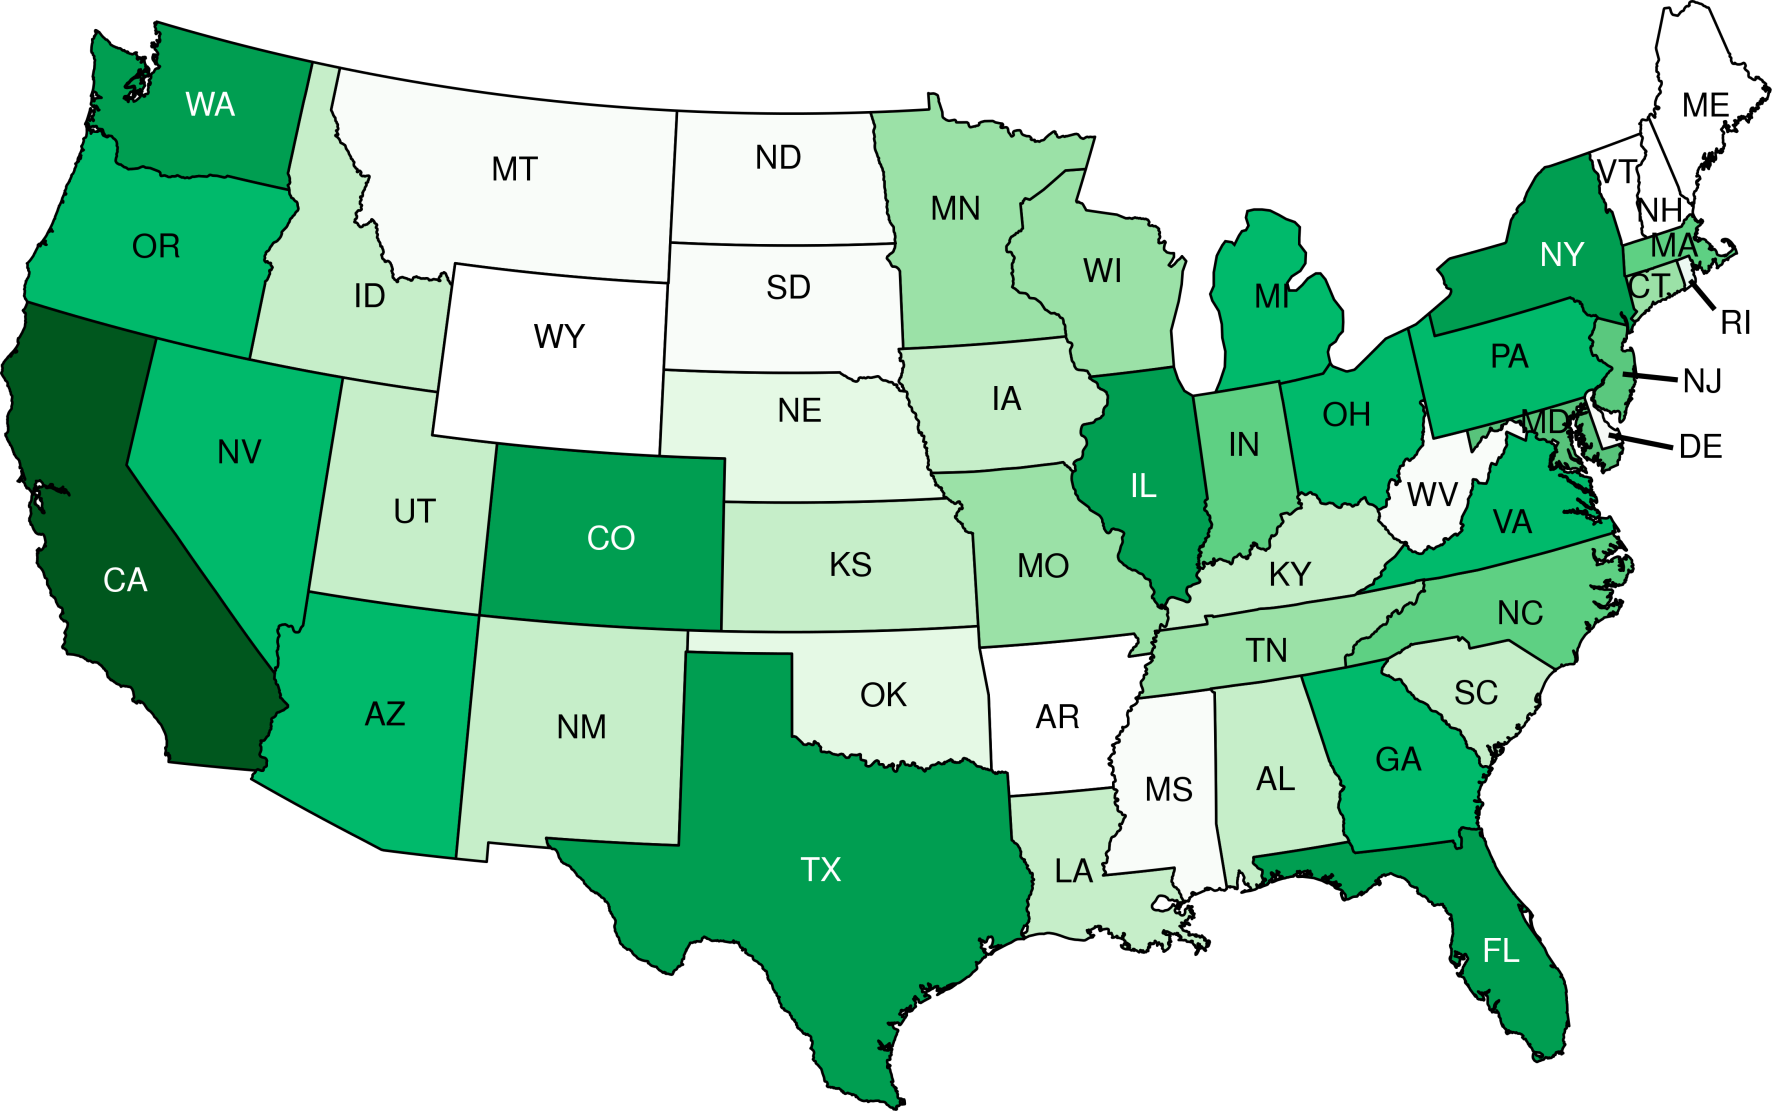 ME
WA
ND
MT
VT
MN
NH
OR
MA
NY
WI
SD
CT
ID
MI
RI
WY
PA
NJ
IA
NE
OH
MD
IN
DE
NV
IL
WV
UT
VA
CO
KS
MO
KY
CA
NC
TN
SC
OK
AZ
AR
NM
GA
AL
MS
TX
LA
FL